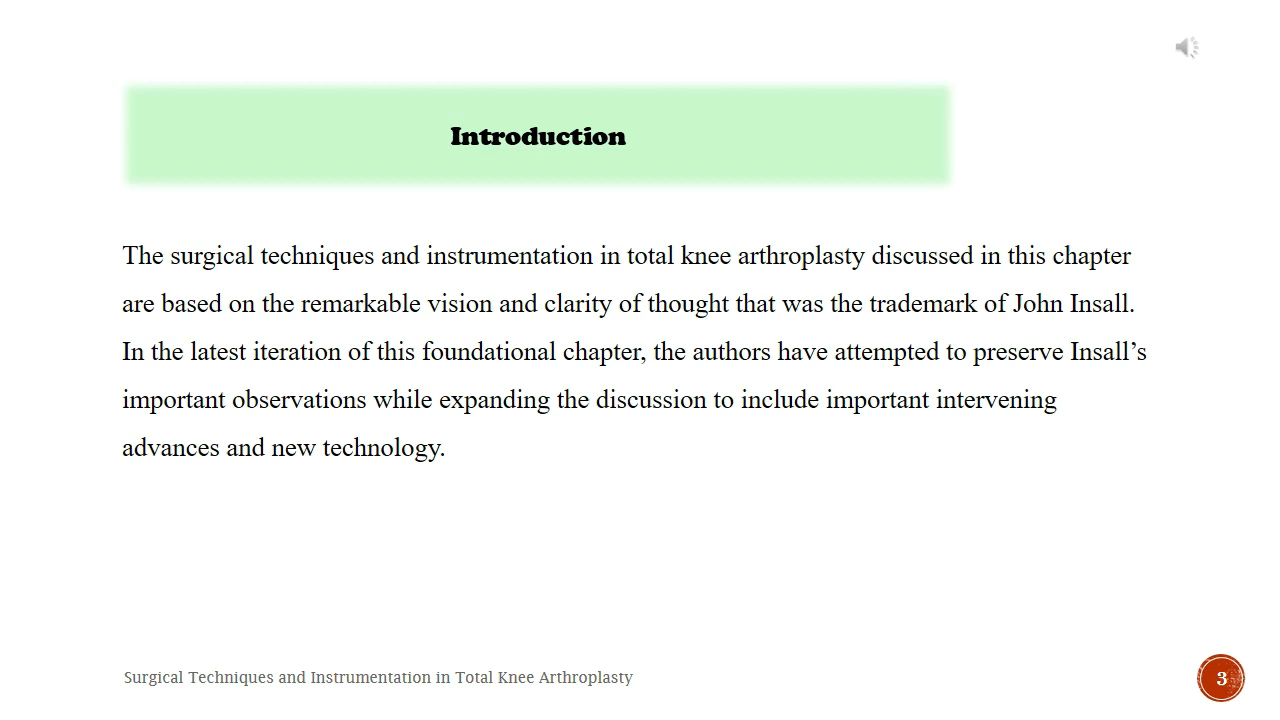 Introduction
The surgical techniques and instrumentation in total knee arthroplasty discussed in this chapter
are based on the remarkable vision and clarity of thought that was the trademark of John Insall.
In the latest iteration of this foundational chapter, the authors have attempted to preserve Insall’s
important observations while expanding the discussion to include important intervening
advances and new technology.
Surgical Techniques and Instrumentation in Total Knee Arthroplasty
3